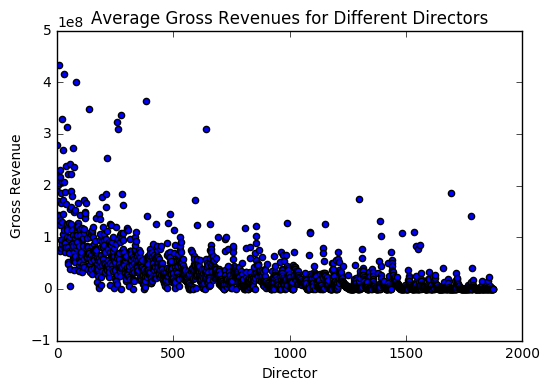 Average Gross Revenues for Different Directors
1e8
5
4
3
2
1
0
−1
Gross Revenue
0 500 1000 1500 2000
Director